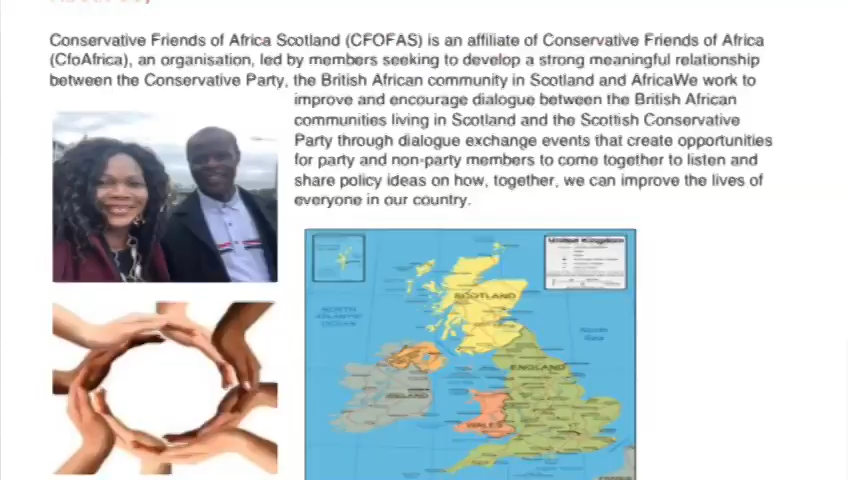 Conservative Friends of Africa Scotland (CFOFAS) is an affiliate of Conservative Friends of Africa
(CfoAfrica), an organisation, led by members seeking to develop a strong meaningful relationship
between the Conservative Party, the British African community in Scotland and AfricaWe work to
improve and encourage dialogue between the British African
communities living in Scotland and the Scottish Conservative
Party through dialogue exchange events that create opportunities
for party and non-party members to come together to listen and
share policy ideas on how, together, we can improve the lives of
everyone in our country.
United Kingdom
SCOTLAND
NORTH
ATLANTIC
OCEAN
North
Sea
ENGLAND
IRELAND
WALES